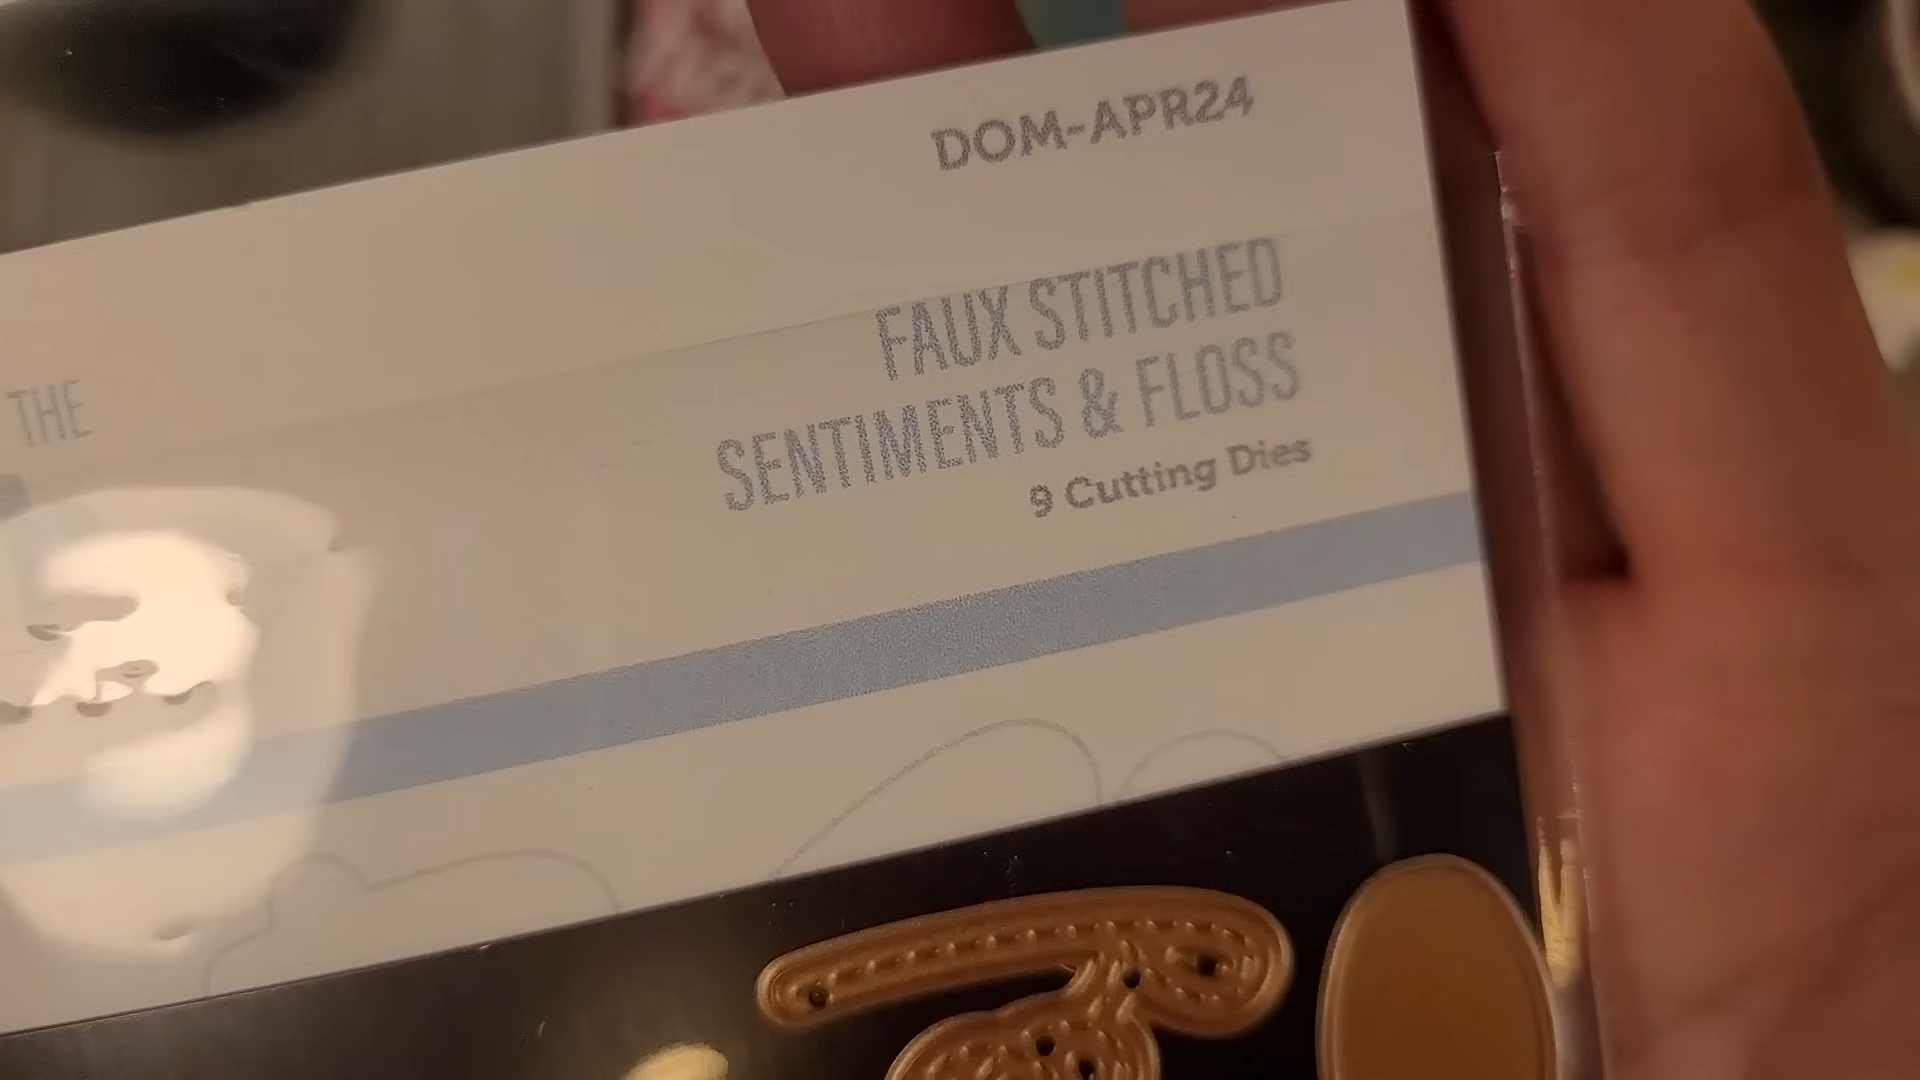 DOM-APR24
THE
FAUX STITCHED
SENTIMENTS & FLOSS
9 Cutting Dies